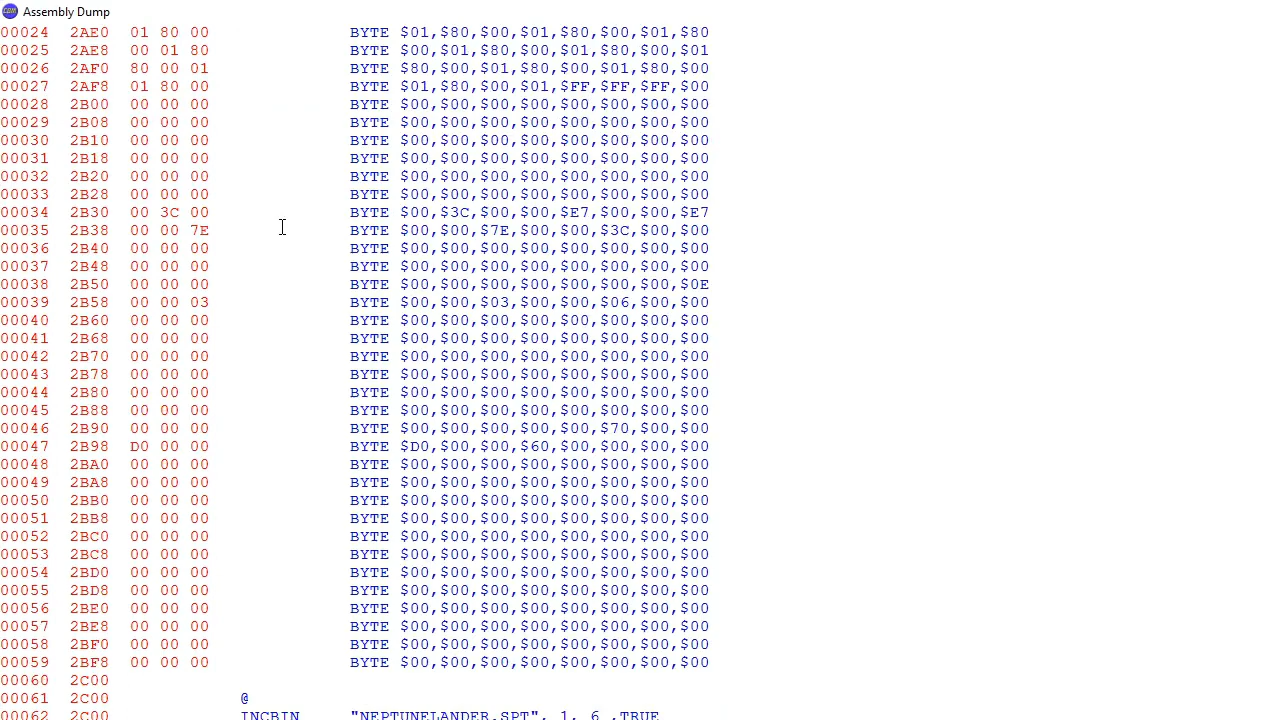 Assembly Dump
00024 2AE0 01 80 00 BYTE $01,$80,$00,$01,$80,$00,$01,$80
00025 2AE8 00 01 80 BYTE $00,$01,$80,$00,$01,$80,$00,$01
00026 2AF0 80 00 01 BYTE $80,$00,$01,$80,$00,$01,$80,$00
00027 2AF8 01 80 00 BYTE $01,$80,$00,$01,$FF,$FF,$FF,$00
00028 2B00 00 00 00 BYTE $00,$00,$00,$00,$00,$00,$00,$00
00029 2B08 00 00 00 BYTE $00,$00,$00,$00,$00,$00,$00,$00
00030 2B10 00 00 00 BYTE $00,$00,$00,$00,$00,$00,$00,$00
00031 2B18 00 00 00 BYTE $00,$00,$00,$00,$00,$00,$00,$00
00032 2B20 00 00 00 BYTE $00,$00,$00,$00,$00,$00,$00,$00
00033 2B28 00 00 00 BYTE $00,$00,$00,$00,$00,$00,$00,$00
00034 2B30 00 3C 00 BYTE $00,$3C,$00,$00,$E7,$00,$00,$E7
00035 2B38 00 00 7E BYTE $00,$00,$7E,$00,$00,$3C,$00,$00
00036 2B40 00 00 00 BYTE $00,$00,$00,$00,$00,$00,$00,$00
00037 2B48 00 00 00 BYTE $00,$00,$00,$00,$00,$00,$00,$00
00038 2B50 00 00 00 BYTE $00,$00,$00,$00,$00,$00,$00,$0E
00039 2B58 00 00 03 BYTE $00,$00,$03,$00,$00,$06,$00,$00
00040 2B60 00 00 00 BYTE $00,$00,$00,$00,$00,$00,$00,$00
00041 2B68 00 00 00 BYTE $00,$00,$00,$00,$00,$00,$00,$00
00042 2B70 00 00 00 BYTE $00,$00,$00,$00,$00,$00,$00,$00
00043 2B78 00 00 00 BYTE $00,$00,$00,$00,$00,$00,$00,$00
00044 2B80 00 00 00 BYTE $00,$00,$00,$00,$00,$00,$00,$00
00045 2B88 00 00 00 BYTE $00,$00,$00,$00,$00,$00,$00,$00
00046 2B90 00 00 00 BYTE $00,$00,$00,$00,$00,$70,$00,$00
00047 2B98 D0 00 00 BYTE $D0,$00,$00,$60,$00,$00,$00,$00
00048 2BA0 00 00 00 BYTE $00,$00,$00,$00,$00,$00,$00,$00
00049 2BA8 00 00 00 BYTE $00,$00,$00,$00,$00,$00,$00,$00
00050 2BB0 00 00 00 BYTE $00,$00,$00,$00,$00,$00,$00,$00
00051 2BB8 00 00 00 BYTE $00,$00,$00,$00,$00,$00,$00,$00
00052 2BC0 00 00 00 BYTE $00,$00,$00,$00,$00,$00,$00,$00
00053 2BC8 00 00 00 BYTE $00,$00,$00,$00,$00,$00,$00,$00
00054 2BD0 00 00 00 BYTE $00,$00,$00,$00,$00,$00,$00,$00
00055 2BD8 00 00 00 BYTE $00,$00,$00,$00,$00,$00,$00,$00
00056 2BE0 00 00 00 BYTE $00,$00,$00,$00,$00,$00,$00,$00
00057 2BE8 00 00 00 BYTE $00,$00,$00,$00,$00,$00,$00,$00
00058 2BF0 00 00 00 BYTE $00,$00,$00,$00,$00,$00,$00,$00
00059 2BF8 00 00 00 BYTE $00,$00,$00,$00,$00,$00,$00,$00
00060 2C00
00061 2C00 @
00062 2C00 INCBIN "NEPTUNELANDER.SPT", 1, 6 ,TRUE